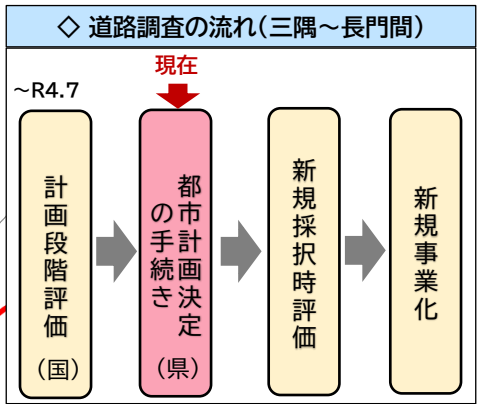 ◇ 道路調査の流れ(三隅～長門間)
現在
～R4.7
計画段階評価
(国)
都市計画決定
の手続き
(県)
新規採択時評価
新規事業化